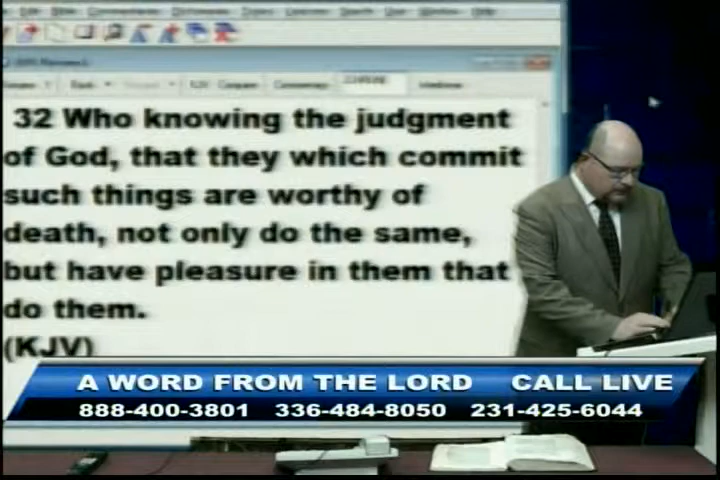 32 Who knowing the judgment
of God, that they which commit
such things are worthy of
death, not only do the same,
but have pleasure in them that
do them.
(KJV)
A WORD FROM THE LORD CALL LIVE
888-400-3801 336-484-8050 231-425-6044